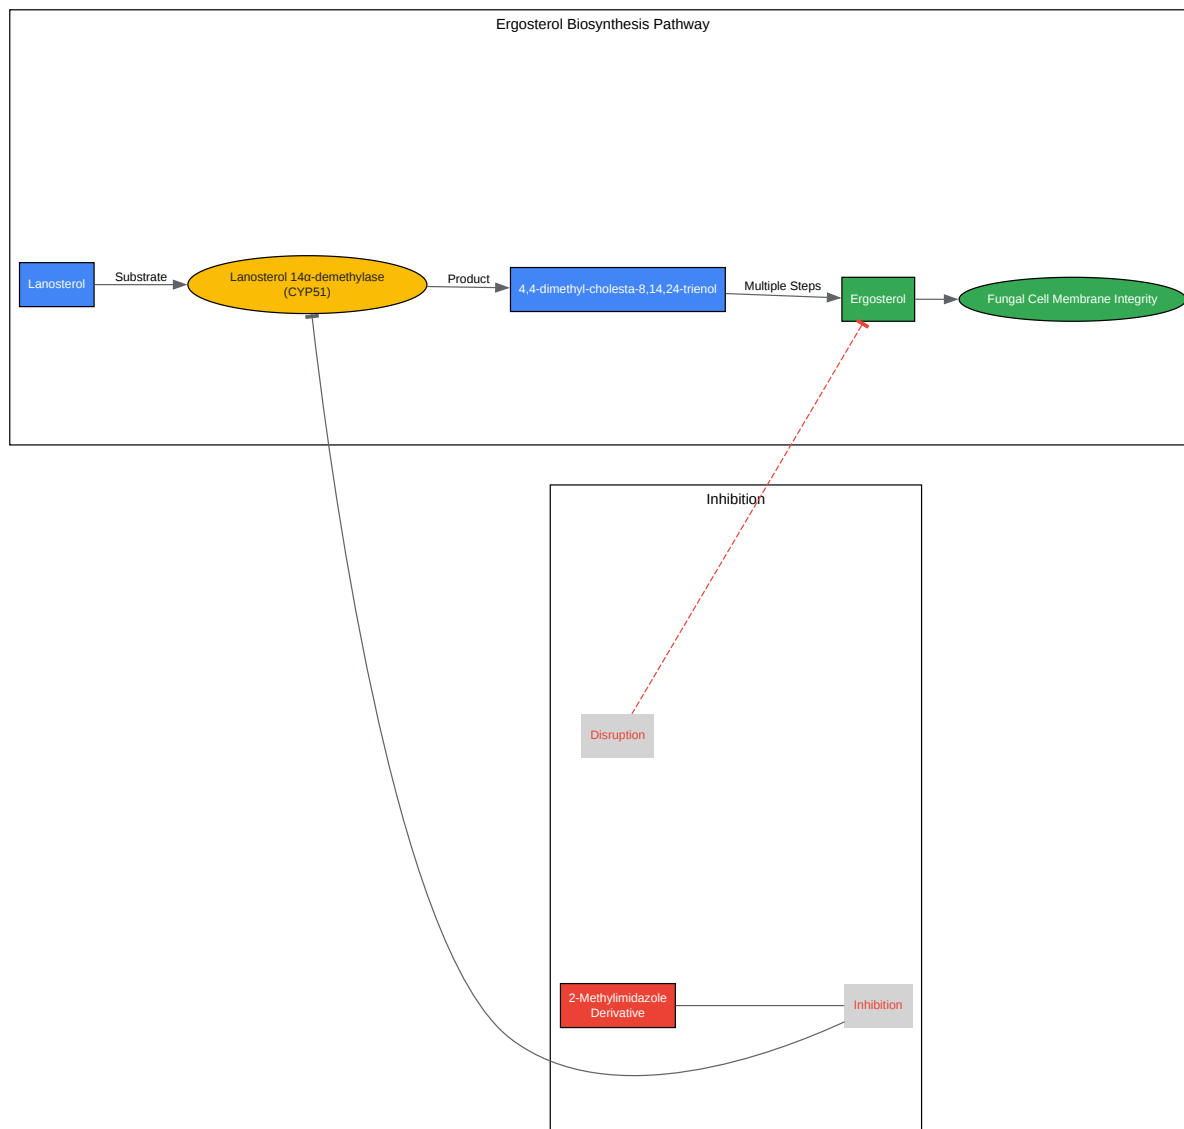 Ergosterol Biosynthesis Pathway
Lanosterol
Substrate
Lanosterol 14α-demethylase
(CYP51)
Product
4,4-dimethyl-cholesta-8,14,24-trienol
Multiple Steps
Ergosterol
Fungal Cell Membrane Integrity
Inhibition
Disruption
2-Methylimidazole
Derivative
Inhibition